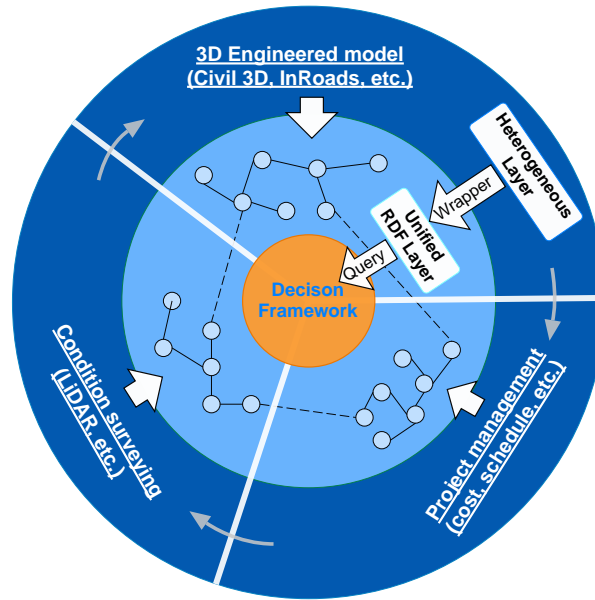 3D Engineered model
(Civil 3D, InRoads, etc.)
Heterogeneous
Layer
Wrapper
Unified
RDF Layer
Query
Decison
Framework
Condition surveying
(LiDAR, etc.)
Project management
(cost, schedule, etc.)